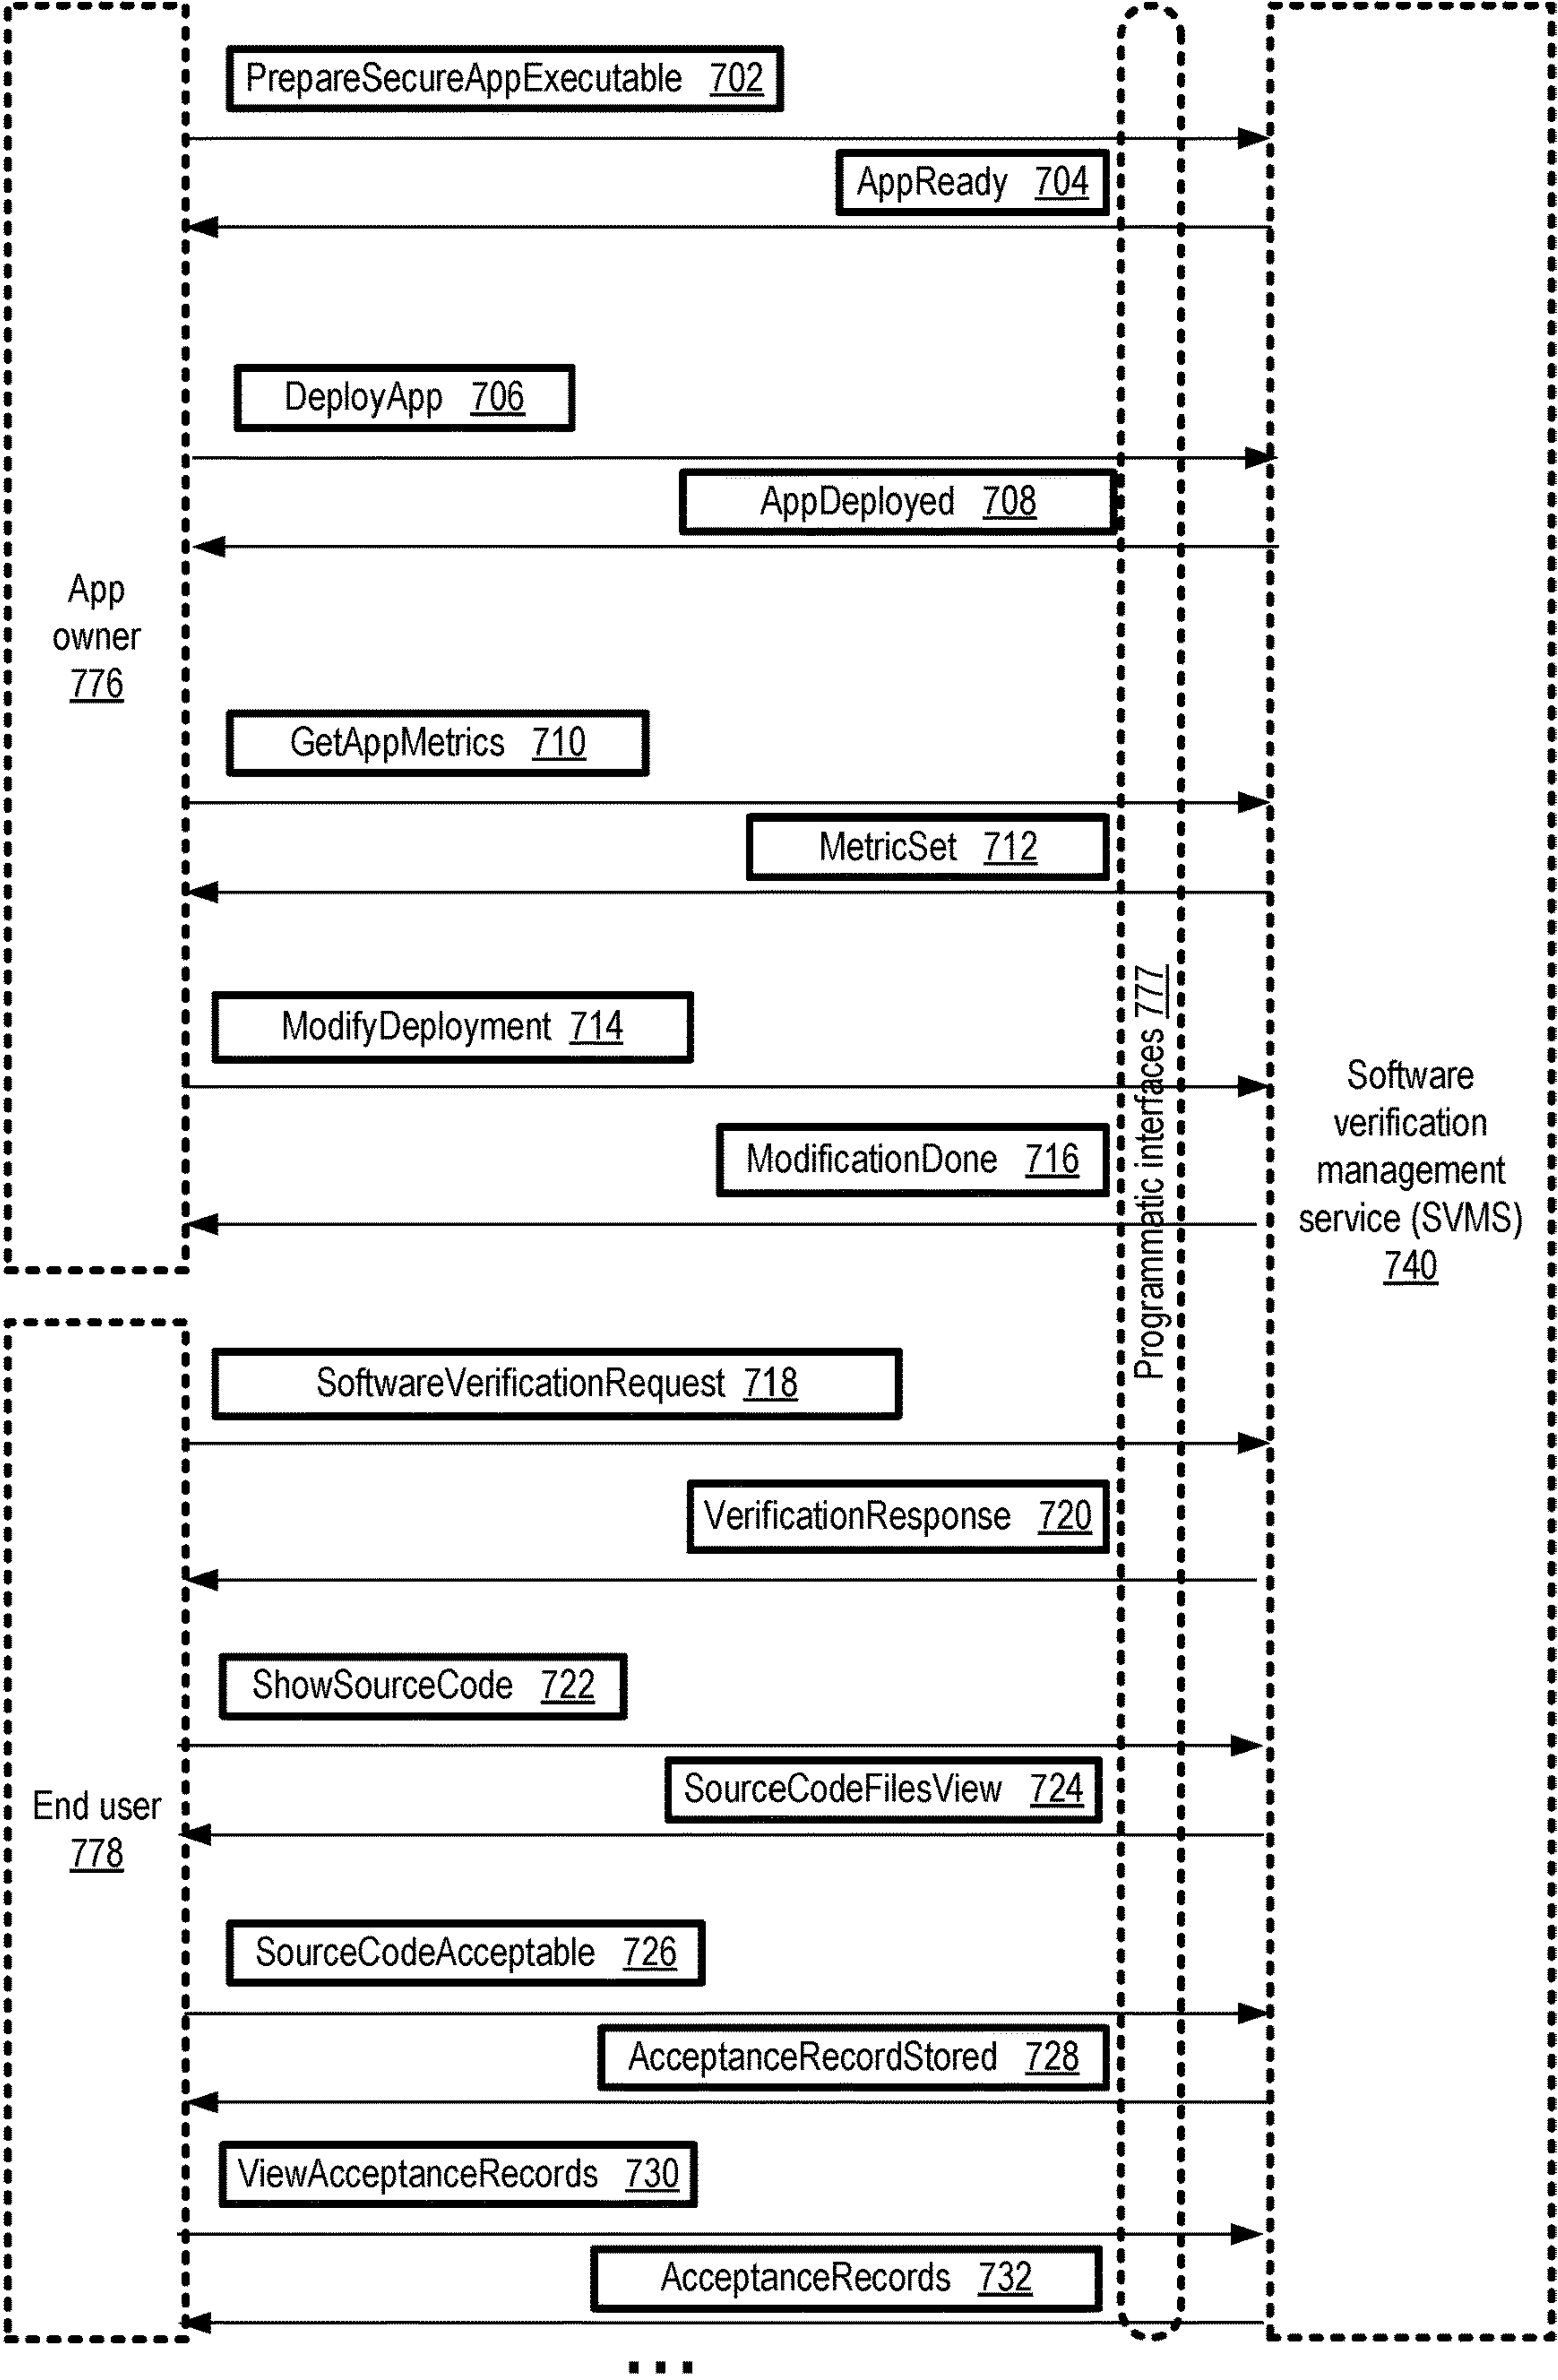 PrepareSecureAppExecutable 702
AppReady 704
DeployApp 706
AppDeployed 708
App
owner
776
GetAppMetrics 710
MetricSet 712
ModifyDeployment 714
ModificationDone 716
Programmatic interfaces 777
Software
verification
management
service (SVMS)
740
SoftwareVerificationRequest 718
VerificationResponse 720
ShowSourceCode 722
SourceCodeFilesView 724
End user
778
SourceCodeAcceptable 726
AcceptanceRecordStored 728
ViewAcceptanceRecords 730
AcceptanceRecords 732
...